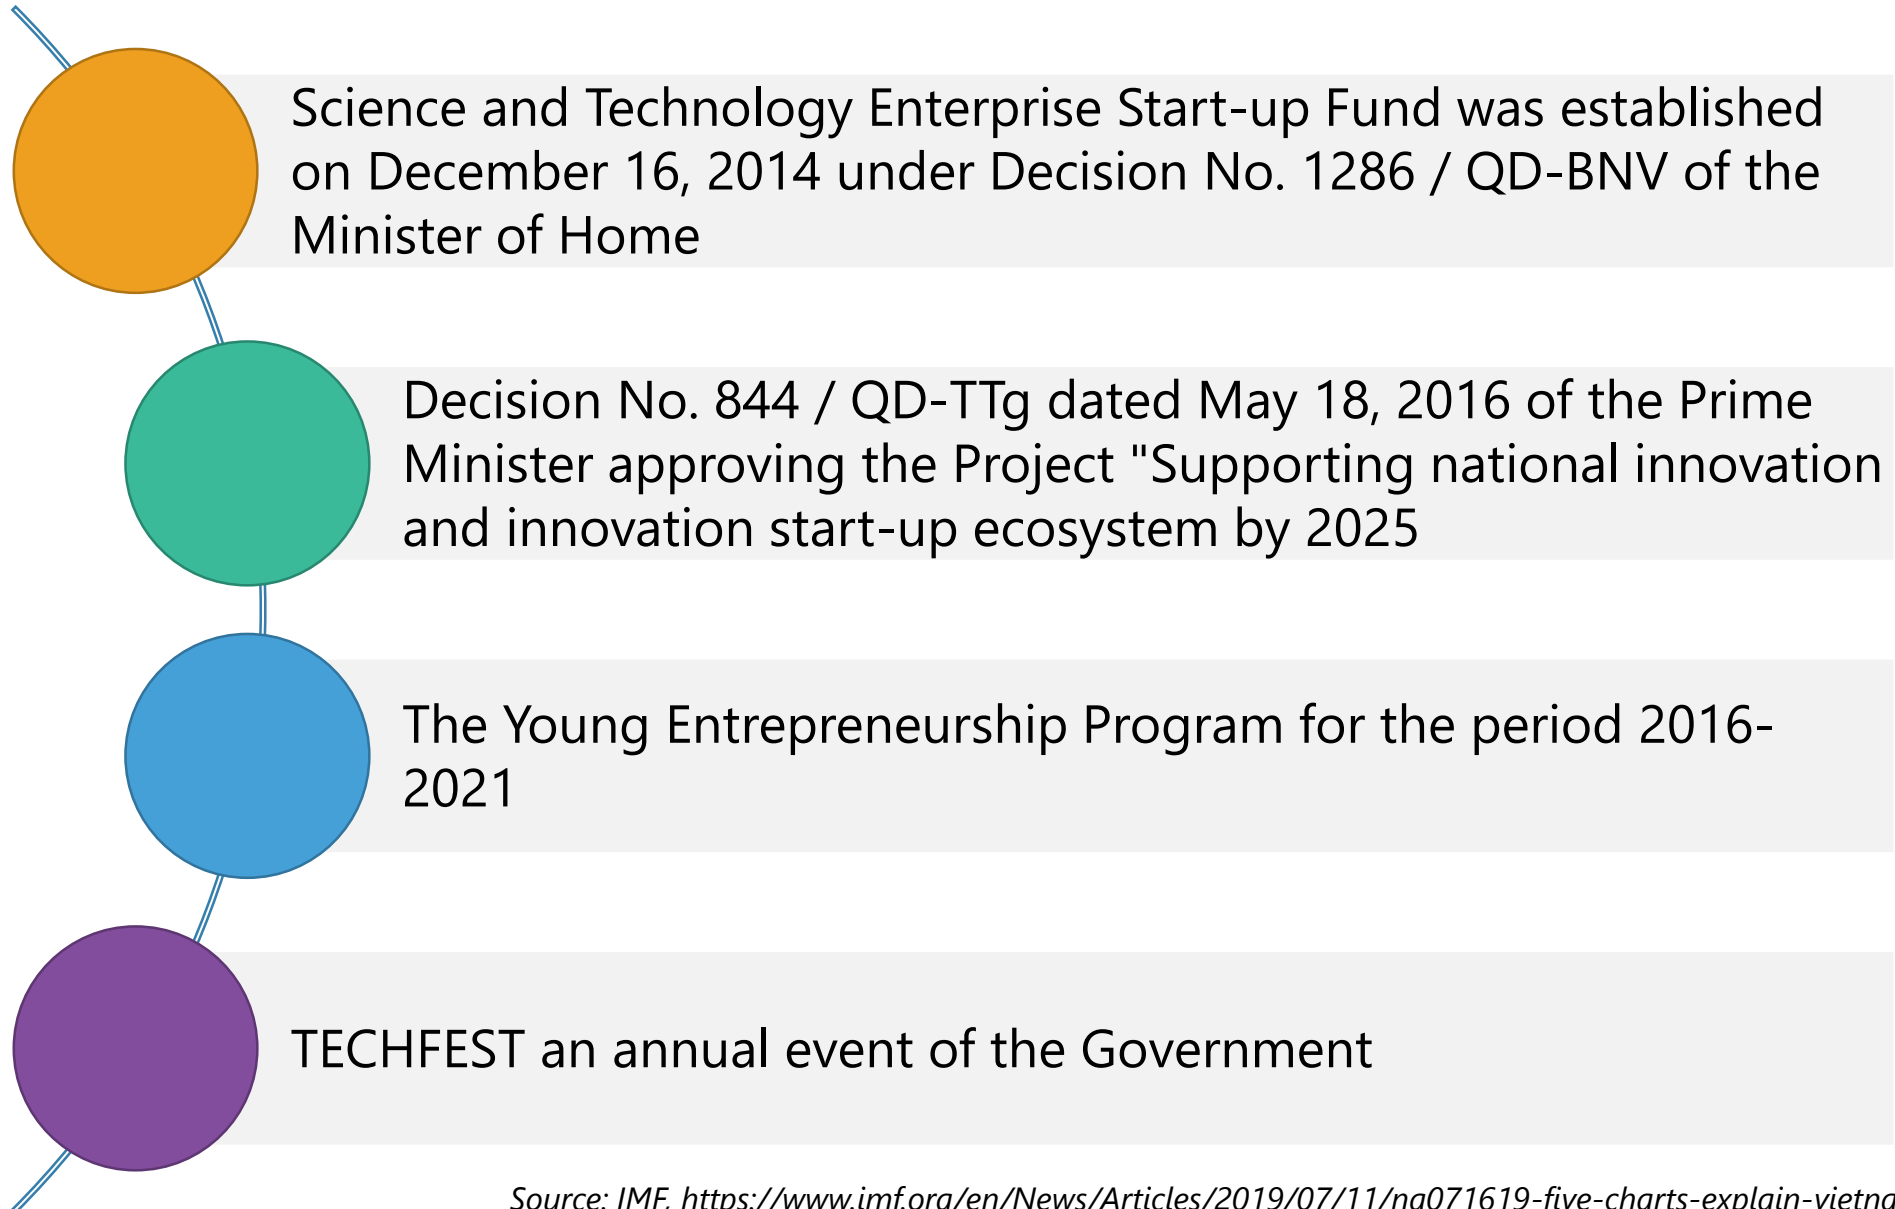 Science and Technology Enterprise Start-up Fund was established
on December 16, 2014 under Decision No. 1286 / QD-BNV of the
Minister of Home
Decision No. 844 / QD-TTg dated May 18, 2016 of the Prime
Minister approving the Project "Supporting national innovation
and innovation start-up ecosystem by 2025
The Young Entrepreneurship Program for the period 2016-
2021
TECHFEST an annual event of the Government
Source: IMF, https://www.imf.org/en/News/Articles/2019/07/11/na071619-five-charts-explain-vietna